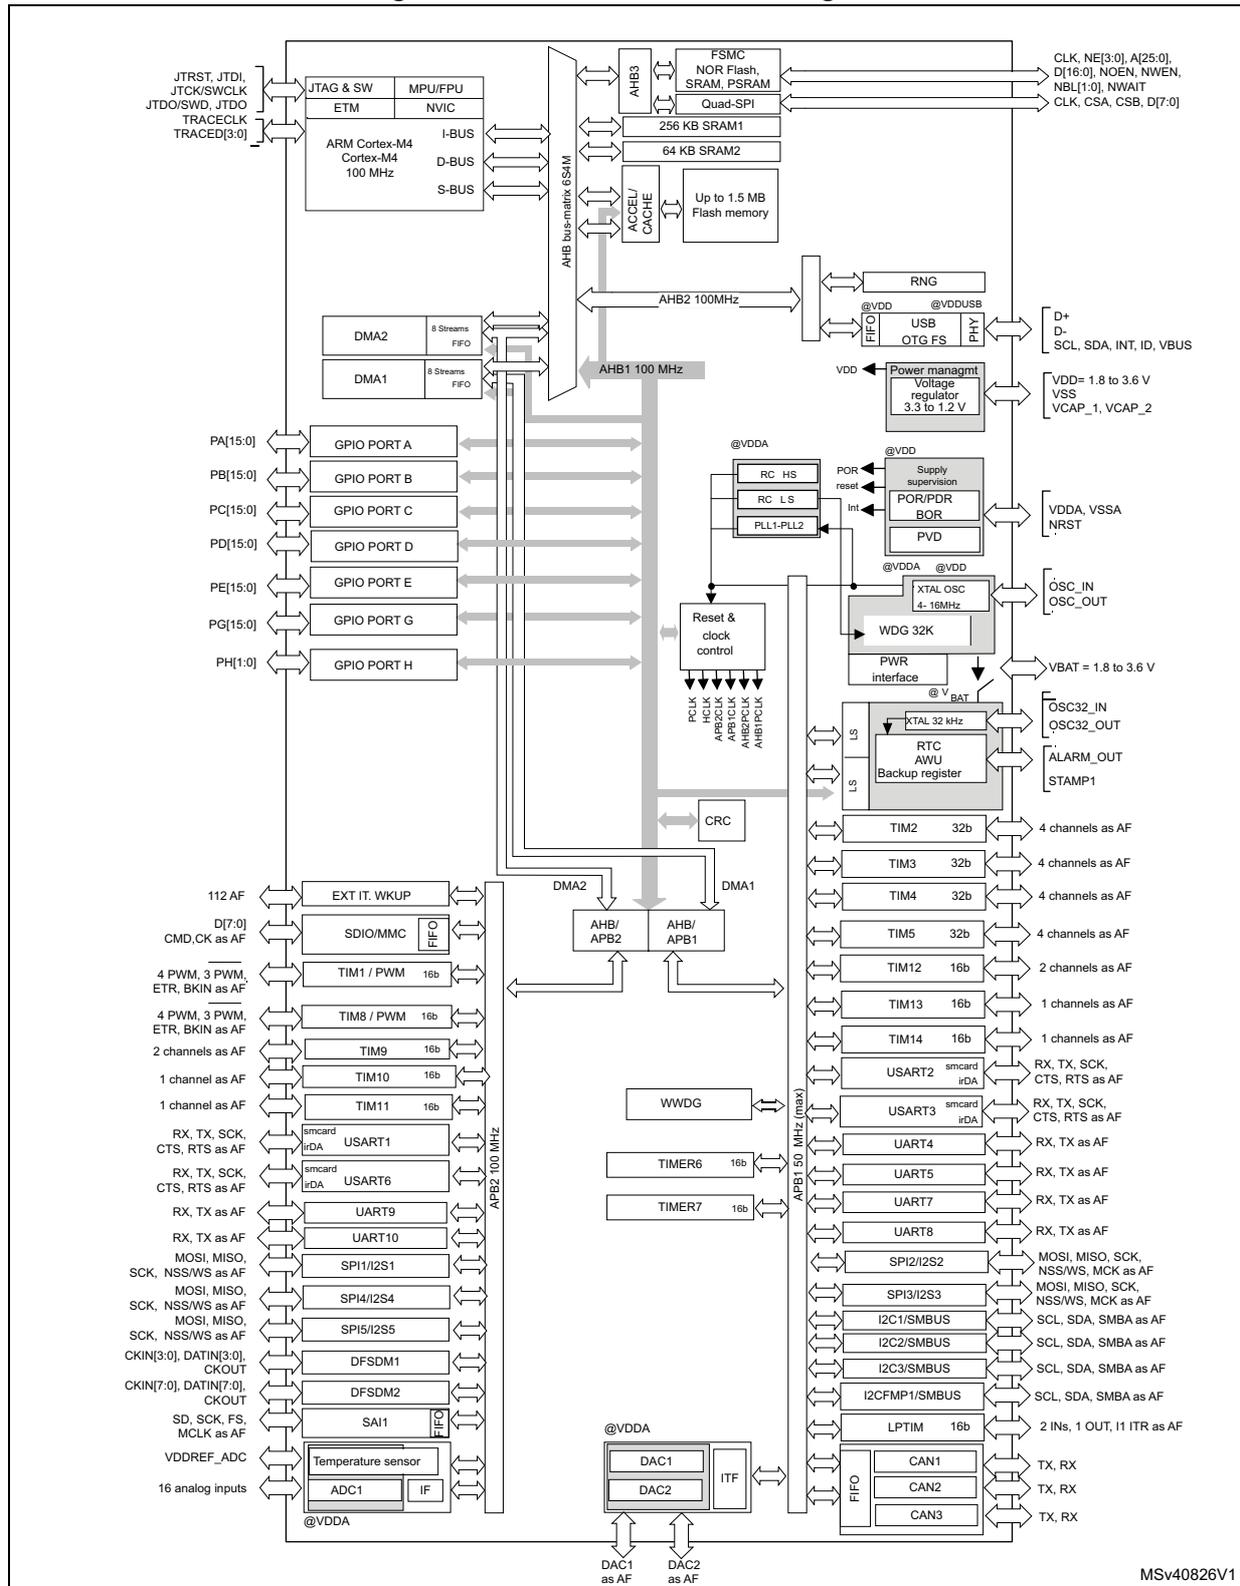 JTRST, JTDI,
JTCK/SWCLK
JTDO/SWD, JTDO
TRACECLK
TRACED[3:0]
JTAG & SW
MPU/FPU
ETM
NVIC
ARM Cortex-M4
Cortex-M4
100 MHz
I-BUS
D-BUS
S-BUS
AHB bus-matrix 6S4M
AHB3
FSMC
NOR Flash,
SRAM, PSRAM
Quad-SPI
256 KB SRAM1
64 KB SRAM2
ACCEL/
CACHE
Up to 1.5 MB
Flash memory
CLK, NE[3:0], A[25:0],
D[16:0], NOEN, NWEN,
NBL[1:0], NWAIT
CLK, CSA, CSB, D[7:0]
AHB2 100MHz
RNG
@VDD
@VDDUSB
FIFO
USB
OTG FS
PHY
D+
D-
SCL, SDA, INT, ID, VBUS
DMA2
8 Streams
FIFO
DMA1
8 Streams
FIFO
AHB1 100 MHz
VDD
Power managmt
Voltage
regulator
3.3 to 1.2 V
VDD= 1.8 to 3.6 V
VSS
VCAP_1, VCAP_2
PA[15:0]
GPIO PORT A
PB[15:0]
GPIO PORT B
PC[15:0]
GPIO PORT C
PD[15:0]
GPIO PORT D
PE[15:0]
GPIO PORT E
PG[15:0]
GPIO PORT G
PH[1:0]
GPIO PORT H
@VDDA
RC HS
RC LS
PLL1-PLL2
@VDD
POR
reset
Int
Supply
supervision
POR/PDR
BOR
PVD
VDDA, VSSA
NRST
@VDDA
@VDD
XTAL OSC
4- 16MHz
WDG 32K
PWR
interface
OSC_IN
OSC_OUT
VBAT = 1.8 to 3.6 V
Reset &
clock
control
PCLK
HCLK
APB2CLK
APB1CLK
AHB2PCLK
AHB1PCLK
@ VBAT
LS
LS
XTAL 32 kHz
RTC
AWU
Backup register
OSC32_IN
OSC32_OUT
ALARM_OUT
STAMP1
CRC
DMA2
DMA1
AHB/
APB2
AHB/
APB1
112 AF
EXT IT. WKUP
D[7:0]
CMD,CK as AF
SDIO/MMC
FIFO
4 PWM, 3 PWM,
ETR, BKIN as AF
TIM1 / PWM 16b
4 PWM, 3 PWM,
ETR, BKIN as AF
TIM8 / PWM 16b
2 channels as AF
TIM9 16b
1 channel as AF
TIM10 16b
1 channel as AF
TIM11 16b
RX, TX, SCK,
CTS, RTS as AF
smcard
irDA
USART1
RX, TX, SCK,
CTS, RTS as AF
smcard
irDA
USART6
RX, TX as AF
UART9
RX, TX as AF
UART10
MOSI, MISO,
SCK, NSS/WS as AF
SPI1/I2S1
MOSI, MISO,
SCK, NSS/WS as AF
SPI4/I2S4
MOSI, MISO,
SCK, NSS/WS as AF
SPI5/I2S5
CKIN[3:0], DATIN[3:0],
CKOUT
DFSDM1
CKIN[7:0], DATIN[7:0],
CKOUT
DFSDM2
SD, SCK, FS,
MCLK as AF
SAI1
FIFO
VDDREF_ADC
Temperature sensor
16 analog inputs
ADC1
IF
@VDDA
APB2 100 MHz
WWDG
TIMER6 16b
TIMER7 16b
@VDDA
DAC1
DAC2
ITF
DAC1
as AF
DAC2
as AF
APB1 50 MHz (max)
TIM2 32b
4 channels as AF
TIM3 32b
4 channels as AF
TIM4 32b
4 channels as AF
TIM5 32b
4 channels as AF
TIM12 16b
2 channels as AF
TIM13 16b
1 channels as AF
TIM14 16b
1 channels as AF
USART2
smcard
irDA
RX, TX, SCK,
CTS, RTS as AF
USART3
smcard
irDA
RX, TX, SCK,
CTS, RTS as AF
UART4
RX, TX as AF
UART5
RX, TX as AF
UART7
RX, TX as AF
UART8
RX, TX as AF
SPI2/I2S2
MOSI, MISO, SCK,
NSS/WS, MCK as AF
SPI3/I2S3
MOSI, MISO, SCK,
NSS/WS, MCK as AF
I2C1/SMBUS
SCL, SDA, SMBA as AF
I2C2/SMBUS
SCL, SDA, SMBA as AF
I2C3/SMBUS
SCL, SDA, SMBA as AF
I2CFMP1/SMBUS
SCL, SDA, SMBA as AF
LPTIM 16b
2 INs, 1 OUT, I1 ITR as AF
FIFO
CAN1
TX, RX
CAN2
TX, RX
CAN3
TX, RX
MSv40826V1